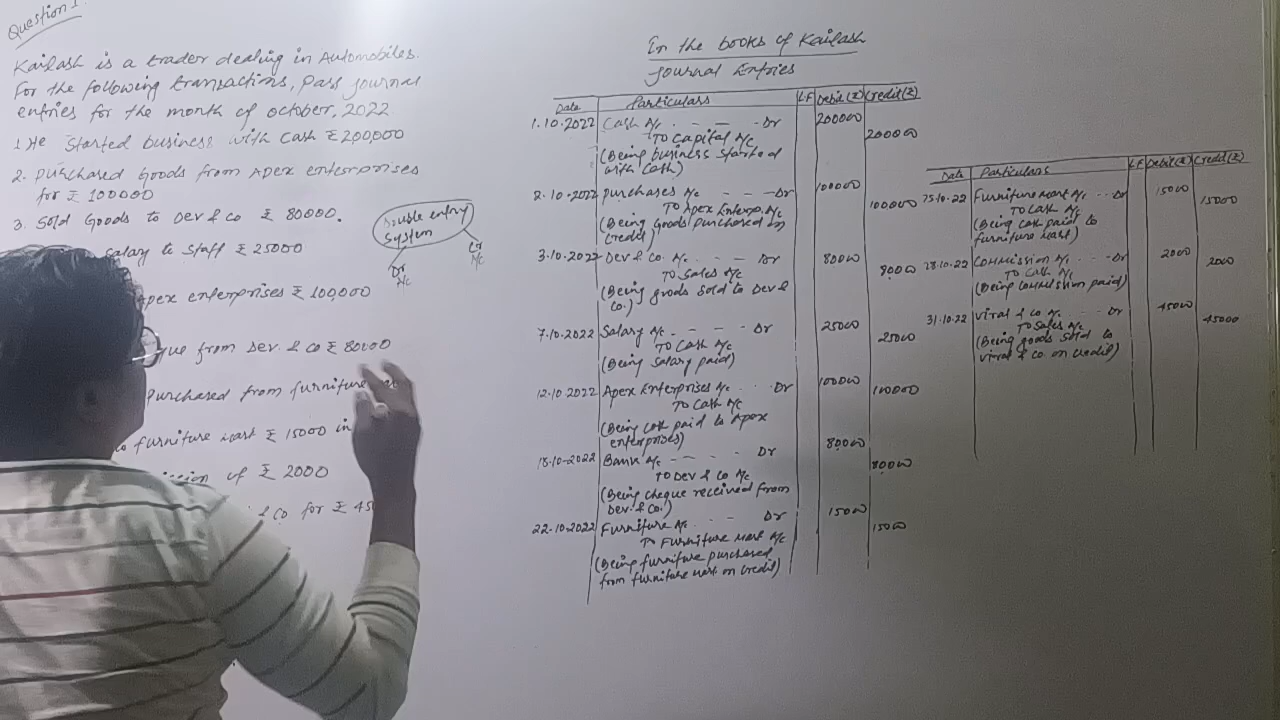 Question 1.
Kailash is a trader dealing in Automobiles.
For the following transactions, Pass journal
entries for the month of october, 2022
1. He started business with cash ₹ 200,000
2. Purchased Goods from Apex enterprises
for ₹ 100000
3. Sold Goods to Dev & co ₹ 80000.
salary to staff ₹ 25000
Apex enterprises ₹ 100,000
from Dev. & co ₹ 80000
Purchased from furniture
furniture mart ₹ 15000 in
of ₹ 2000
& co for ₹ 45
Double entry
system
Dr
A/c
Cr
A/c
In the books of Kailash
Journal Entries
Date Particulars L.F Debit (₹) Credit (₹)
1.10.2022 Cash A/c . - - - Dr 200000
To Capital A/c 200000
(Being business started
with cash)
2.10.2022 Purchases A/c - - - Dr 100000
To Apex Enterp. A/c 100000
(Being goods purchased on
credit)
3.10.2022 Dev & co. A/c . - - Dr 80000
To Sales A/c
(Being goods sold to Dev &
Co.)
7.10.2022 Salary A/c - - - Dr 25000
To Cash A/c 25000
(Being salary paid)
12.10.2022 Apex Enterprises A/c . . . Dr 100000
To Cash A/c 100000
(Being cash paid to Apex
enterprises)
18.10.2022 Bank A/c - - - - Dr 80000
To Dev & Co A/c 80000
(Being cheque received from
Dev. & Co.)
22.10.2022 Furniture A/c . . . - Dr 15000
To Furniture Mart A/c 15000
(Being furniture purchased
from furniture mart on credit)
Date Particulars L.F Debit (₹) Credit (₹)
25.10.22 Furniture Mart A/c ... Dr 15000
To Cash A/c 15000
(Being cash paid to
furniture mart)
28.10.22 Commission A/c ... Dr 2000
To Cash A/c 2000
(Being commission paid)
31.10.22 Viral & Co A/c ... Dr 45000
To Sales A/c 45000
(Being goods sold to
viral & co. on credit)